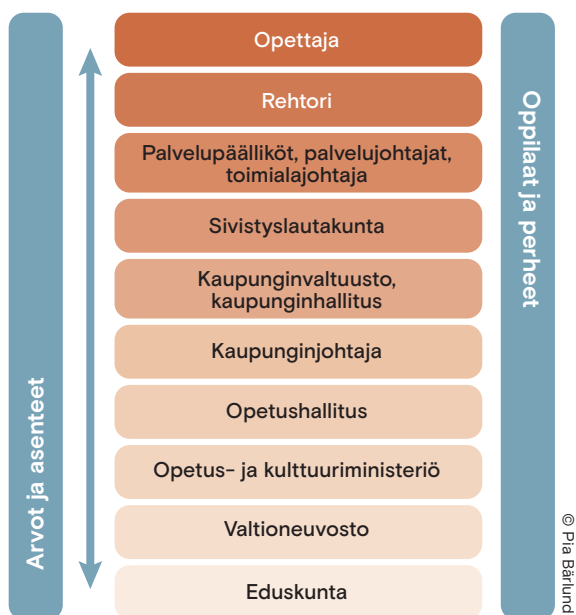 Opettaja
Rehtori
Palvelupäälliköt, palvelujohtajat,
toimialajohtaja
Sivistyslautakunta
Kaupunginvaltuusto,
kaupunginhallitus
Kaupunginjohtaja
Opetushallitus
Opetus- ja kulttuuriministeriö
Valtioneuvosto
Eduskunta
Arvot ja asenteet
Oppilaat ja perheet
© Pia Bärlund